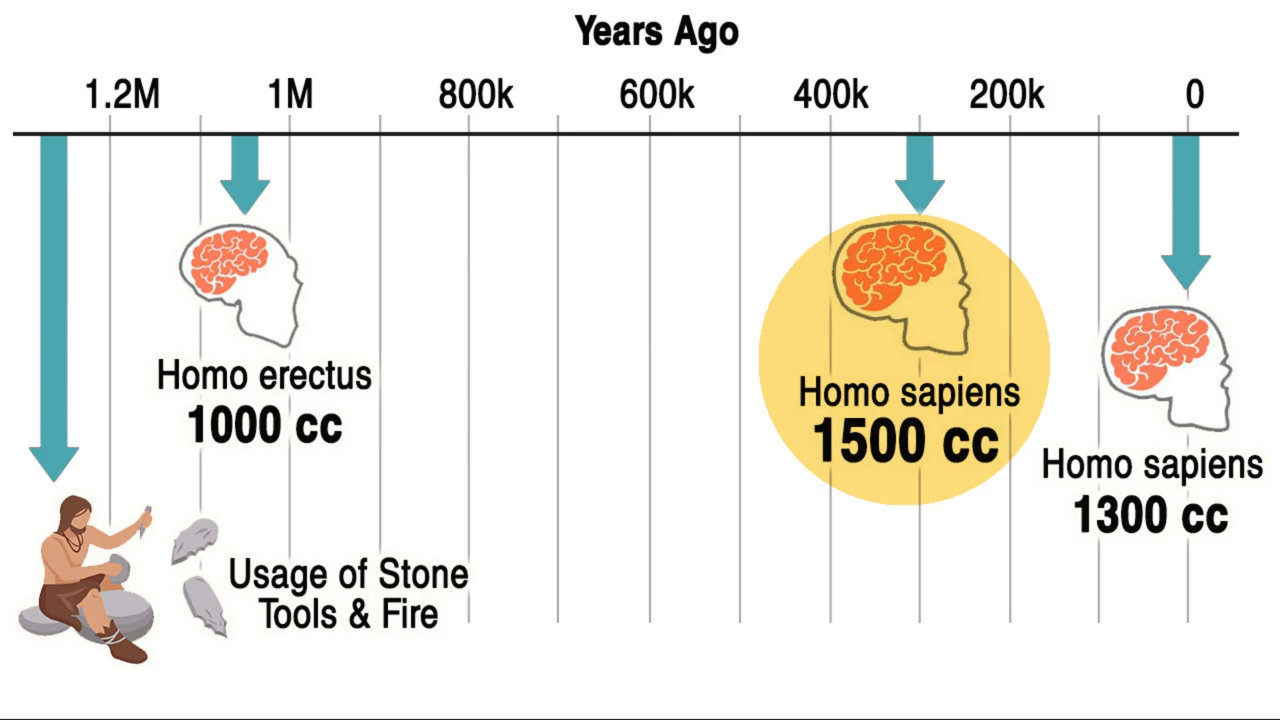 Years Ago
1.2M 1M 800k 600k 400k 200k 0
Homo erectus
1000 cc
Homo sapiens
1500 cc
Homo sapiens
1300 cc
Usage of Stone
Tools & Fire